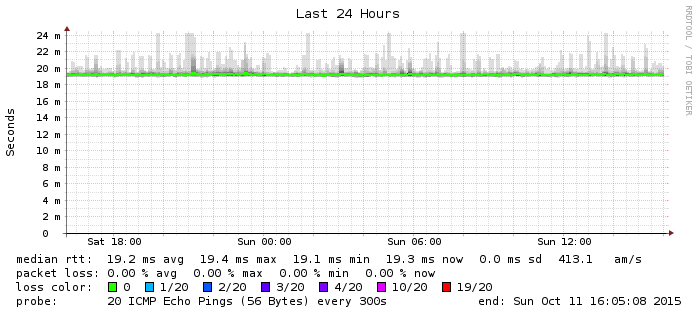 Last 24 Hours
RRDTOOL / TOBI OETIKER
Seconds
24 m
22 m
20 m
18 m
16 m
14 m
12 m
10 m
8 m
6 m
4 m
2 m
0
Sat 18:00 Sun 00:00 Sun 06:00 Sun 12:00
median rtt: 19.2 ms avg 19.4 ms max 19.1 ms min 19.3 ms now 0.0 ms sd 413.1 am/s
packet loss: 0.00 % avg 0.00 % max 0.00 % min 0.00 % now
loss color: 0 1/20 2/20 3/20 4/20 10/20 19/20
probe: 20 ICMP Echo Pings (56 Bytes) every 300s end: Sun Oct 11 16:05:08 2015